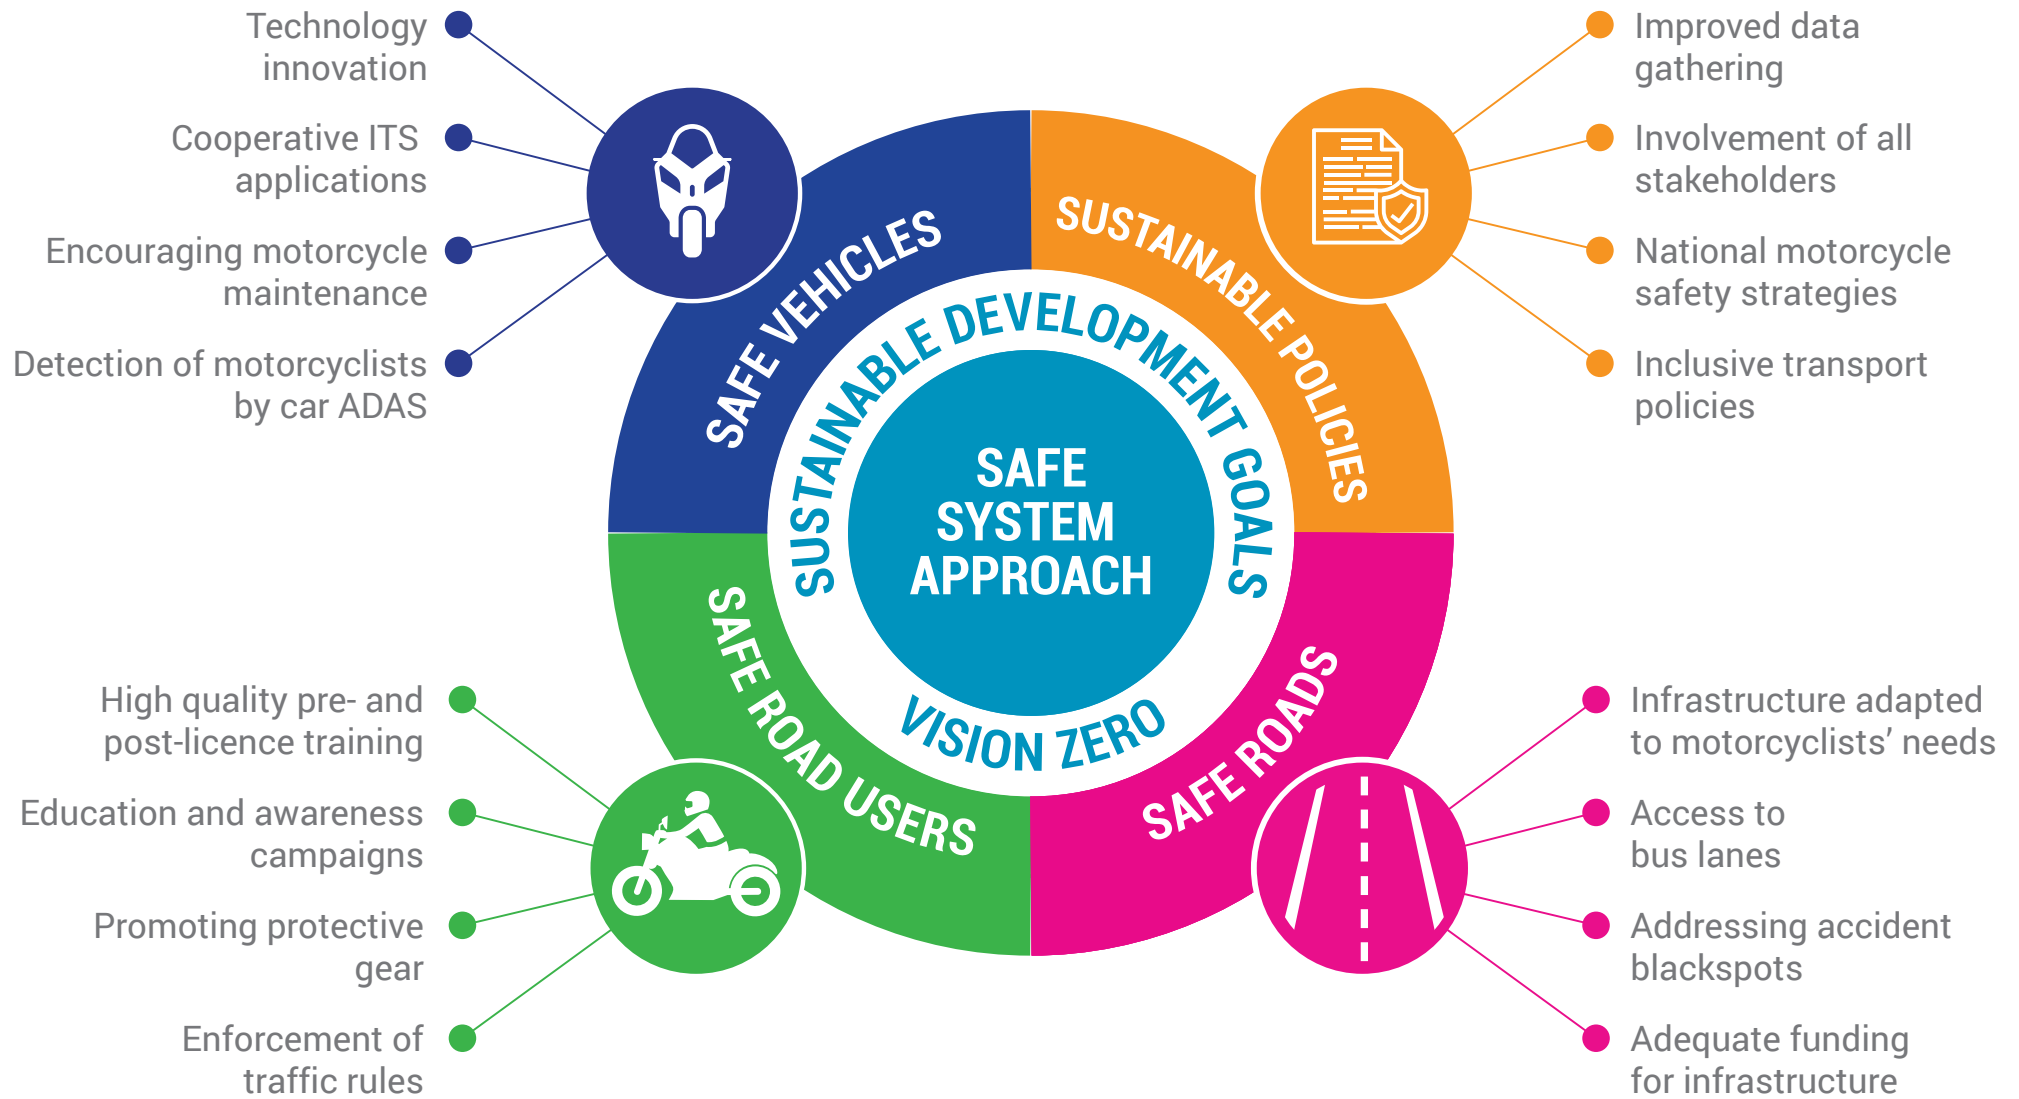 Technology
innovation
Cooperative ITS
applications
Encouraging motorcycle
maintenance
Detection of motorcyclists
by car ADAS
Improved data
gathering
Involvement of all
stakeholders
National motorcycle
safety strategies
Inclusive transport
policies
SAFE VEHICLES
SUSTAINABLE POLICIES
SUSTAINABLE DEVELOPMENT GOALS
SAFE
SYSTEM
APPROACH
VISION ZERO
SAFE ROAD USERS
SAFE ROADS
High quality pre- and
post-licence training
Education and awareness
campaigns
Promoting protective
gear
Enforcement of
traffic rules
Infrastructure adapted
to motorcyclists’ needs
Access to
bus lanes
Addressing accident
blackspots
Adequate funding
for infrastructure